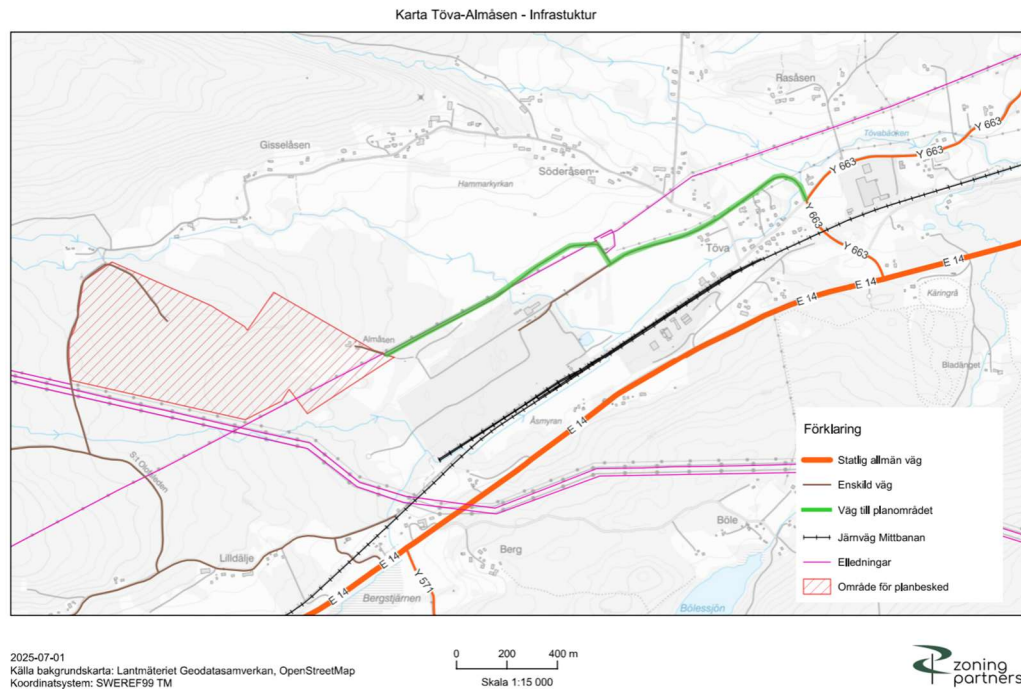 Karta Töva-Almåsen - Infrastuktur
Rasåsen
Y 663
Tövabäcken
Y 663
Y 663
Gisselåsen
Söderåsen
Hammarkyrkan
Y 663
Töva
Y 663
E 14
E 14
E 14
Käringrå
Almåsen
Bladänget
Åsmyran
E 14
S:t Olofsleden
Förklaring
Statlig allmän väg
Enskild väg
Väg till planområdet
Järnväg Mittbanan
Elledningar
Område för planbesked
Böle
Berg
Lilldälje
E 14
Y 571
E 14
Bergstjärnen
Bölessjön
2025-07-01
Källa bakgrundskarta: Lantmäteriet Geodatasamverkan, OpenStreetMap
Koordinatsystem: SWEREF99 TM
0 200 400 m
Skala 1:15 000
zoning
partners